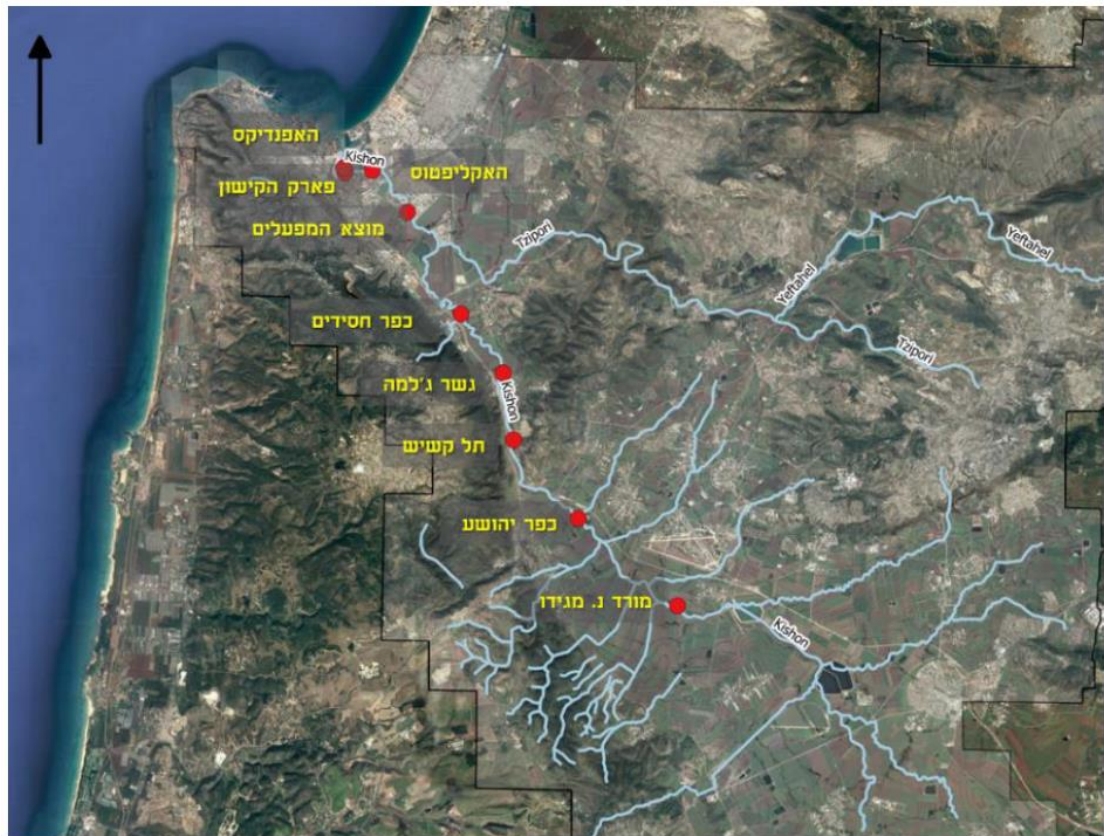 האפנדיקס
Kishon
האקליפטוס
פארק הקישון
מוצא המפעלים
Tzipori
Yeftahel
Yeftahel
Tzipori
כפר חסידים
גשר ג'למה
Kishon
תל קשיש
כפר יהושע
מורד נ. מגידו
Kishon